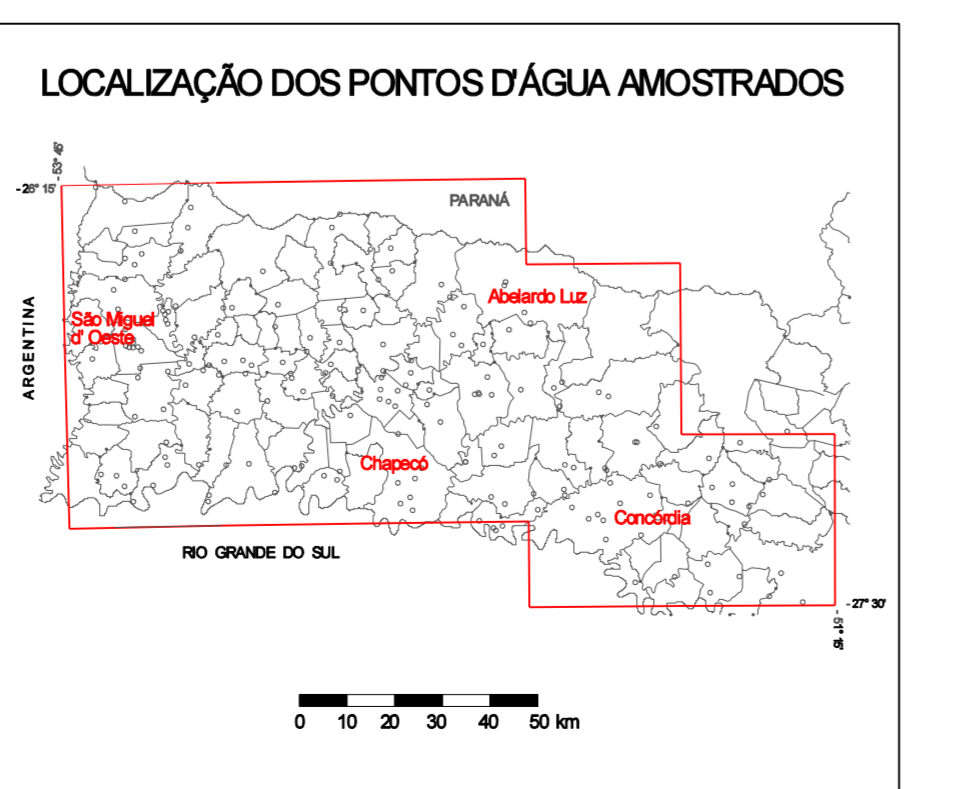 LOCALIZAÇÃO DOS PONTOS D'ÁGUA AMOSTRADOS
- 53° 45'
- 26° 15'
PARANÁ
Abelardo Luz
São Miguel
d' Oeste
ARGENTINA
Chapecó
Concórdia
RIO GRANDE DO SUL
- 27° 30'
- 51° 15'
0 10 20 30 40 50 km